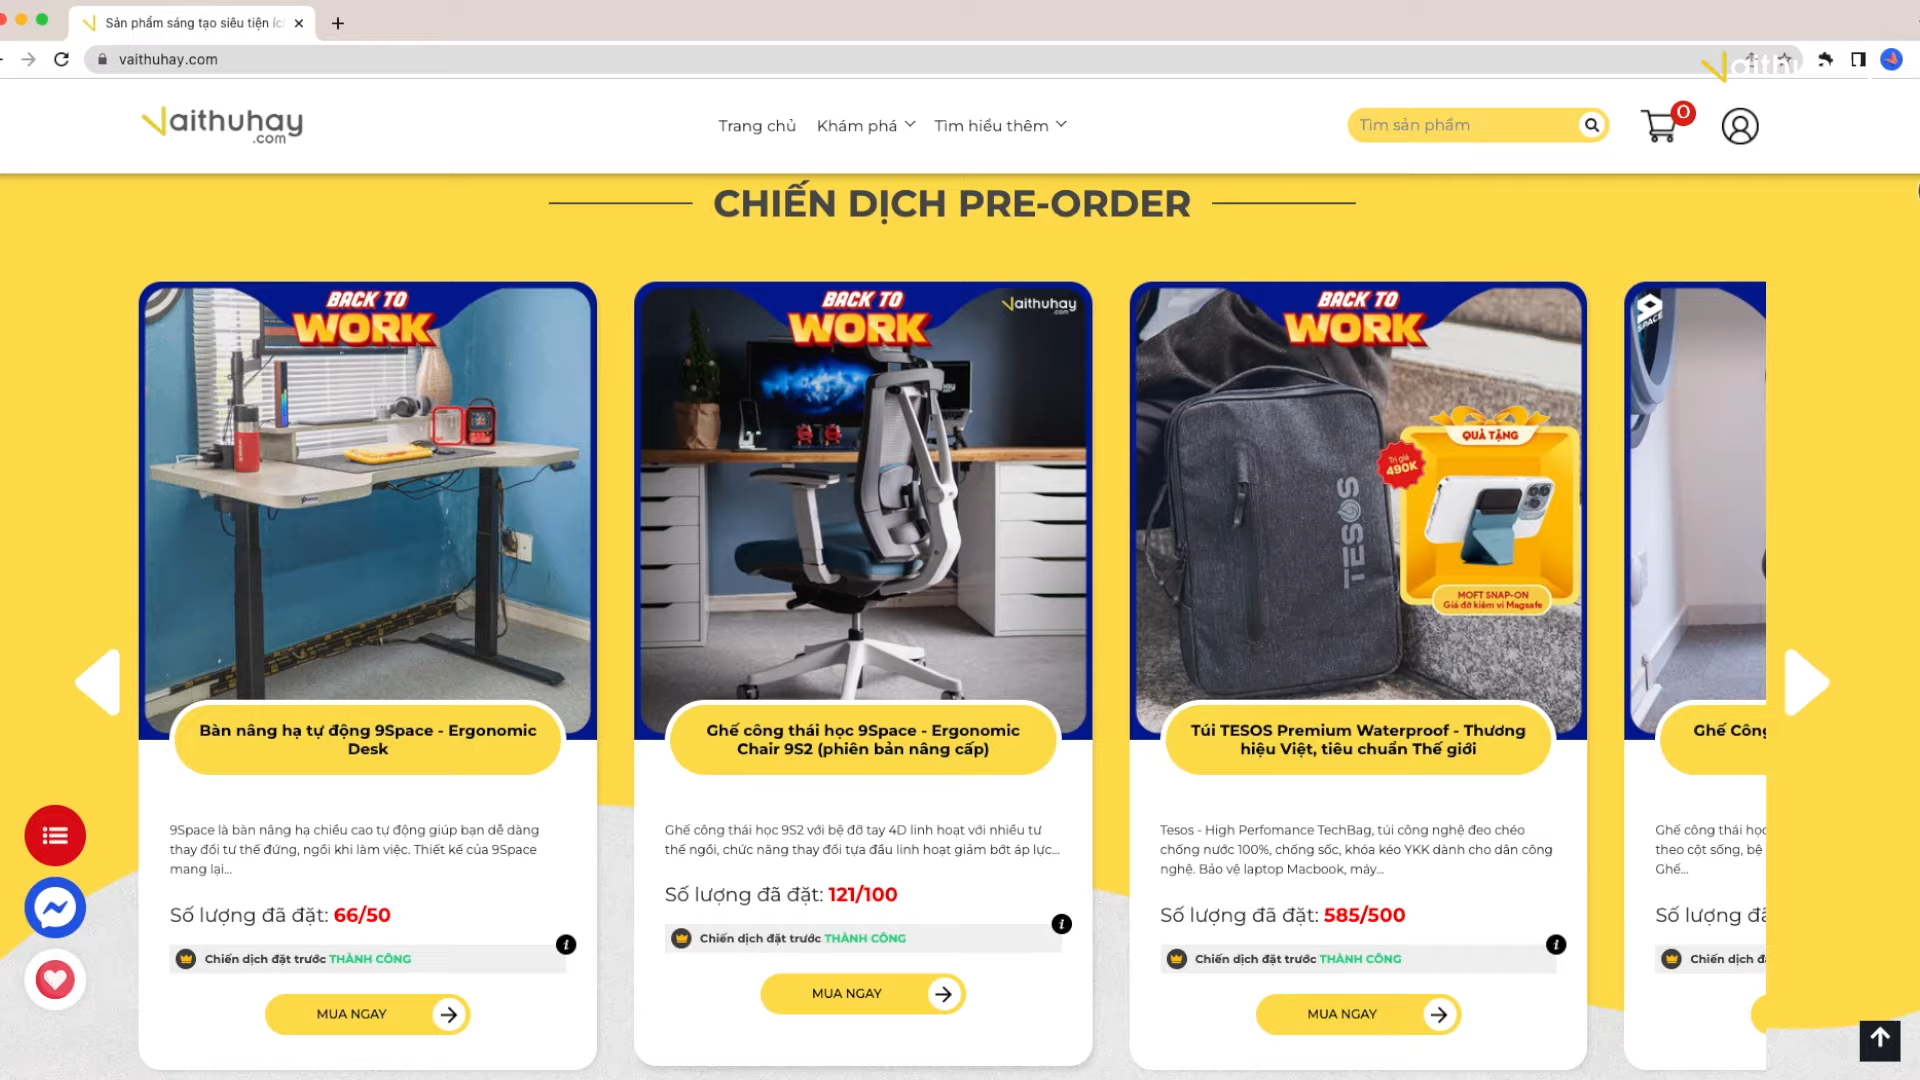 Sản phẩm sáng tạo siêu tiện íc
vaithuhay.com
Vaithuhay
.com
Trang chủ
Khám phá
Tìm hiểu thêm
Tìm sản phẩm
0
CHIẾN DỊCH PRE-ORDER
BACK TO
WORK
Bàn nâng hạ tự động 9Space - Ergonomic
Desk
9Space là bàn nâng hạ chiều cao tự động giúp bạn dễ dàng
thay đổi tư thế đứng, ngồi khi làm việc. Thiết kế của 9Space
mang lại...
Số lượng đã đặt: 66/50
i
Chiến dịch đặt trước THÀNH CÔNG
MUA NGAY
BACK TO
WORK
Vaithuhay
.com
Ghế công thái học 9Space - Ergonomic
Chair 9S2 (phiên bản nâng cấp)
Ghế công thái học 9S2 với bệ đỡ tay 4D linh hoạt với nhiều tư
thế ngồi, chức năng thay đổi tựa đầu linh hoạt giảm bớt áp lực...
Số lượng đã đặt: 121/100
i
Chiến dịch đặt trước THÀNH CÔNG
MUA NGAY
BACK TO
WORK
TESOS
QUÀ TẶNG
Trị giá
490K
MOFT SNAP-ON
Giá đỡ kiêm ví Magsafe
Túi TESOS Premium Waterproof - Thương
hiệu Việt, tiêu chuẩn Thế giới
Tesos - High Perfomance TechBag, túi công nghệ đeo chéo
chống nước 100%, chống sốc, khóa kéo YKK dành cho dân công
nghệ. Bảo vệ laptop Macbook, máy...
Số lượng đã đặt: 585/500
i
Chiến dịch đặt trước THÀNH CÔNG
MUA NGAY
SPACE
Ghế Công
Ghế công thái học
theo cột sống, bệ
Ghế...
Số lượng đã
Chiến dịch đặ